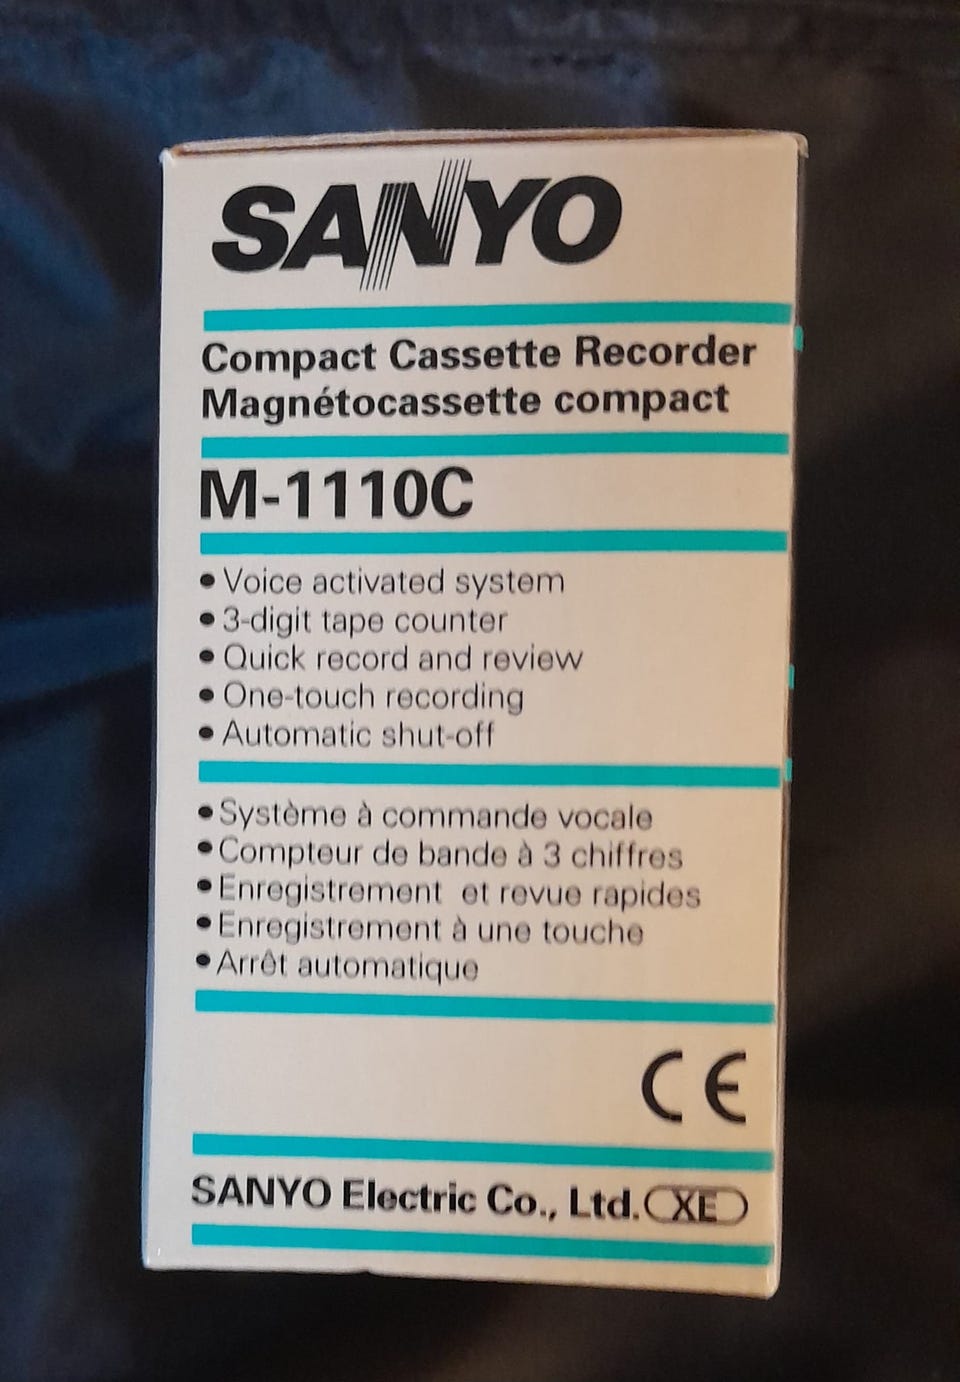 SANYO
Compact Cassette Recorder
Magnétocassette compact
M-1110C
• Voice activated system
• 3-digit tape counter
• Quick record and review
• One-touch recording
• Automatic shut-off
• Système à commande vocale
• Compteur de bande à 3 chiffres
• Enregistrement et revue rapides
• Enregistrement à une touche
• Arrêt automatique
CE
SANYO Electric Co., Ltd. XE